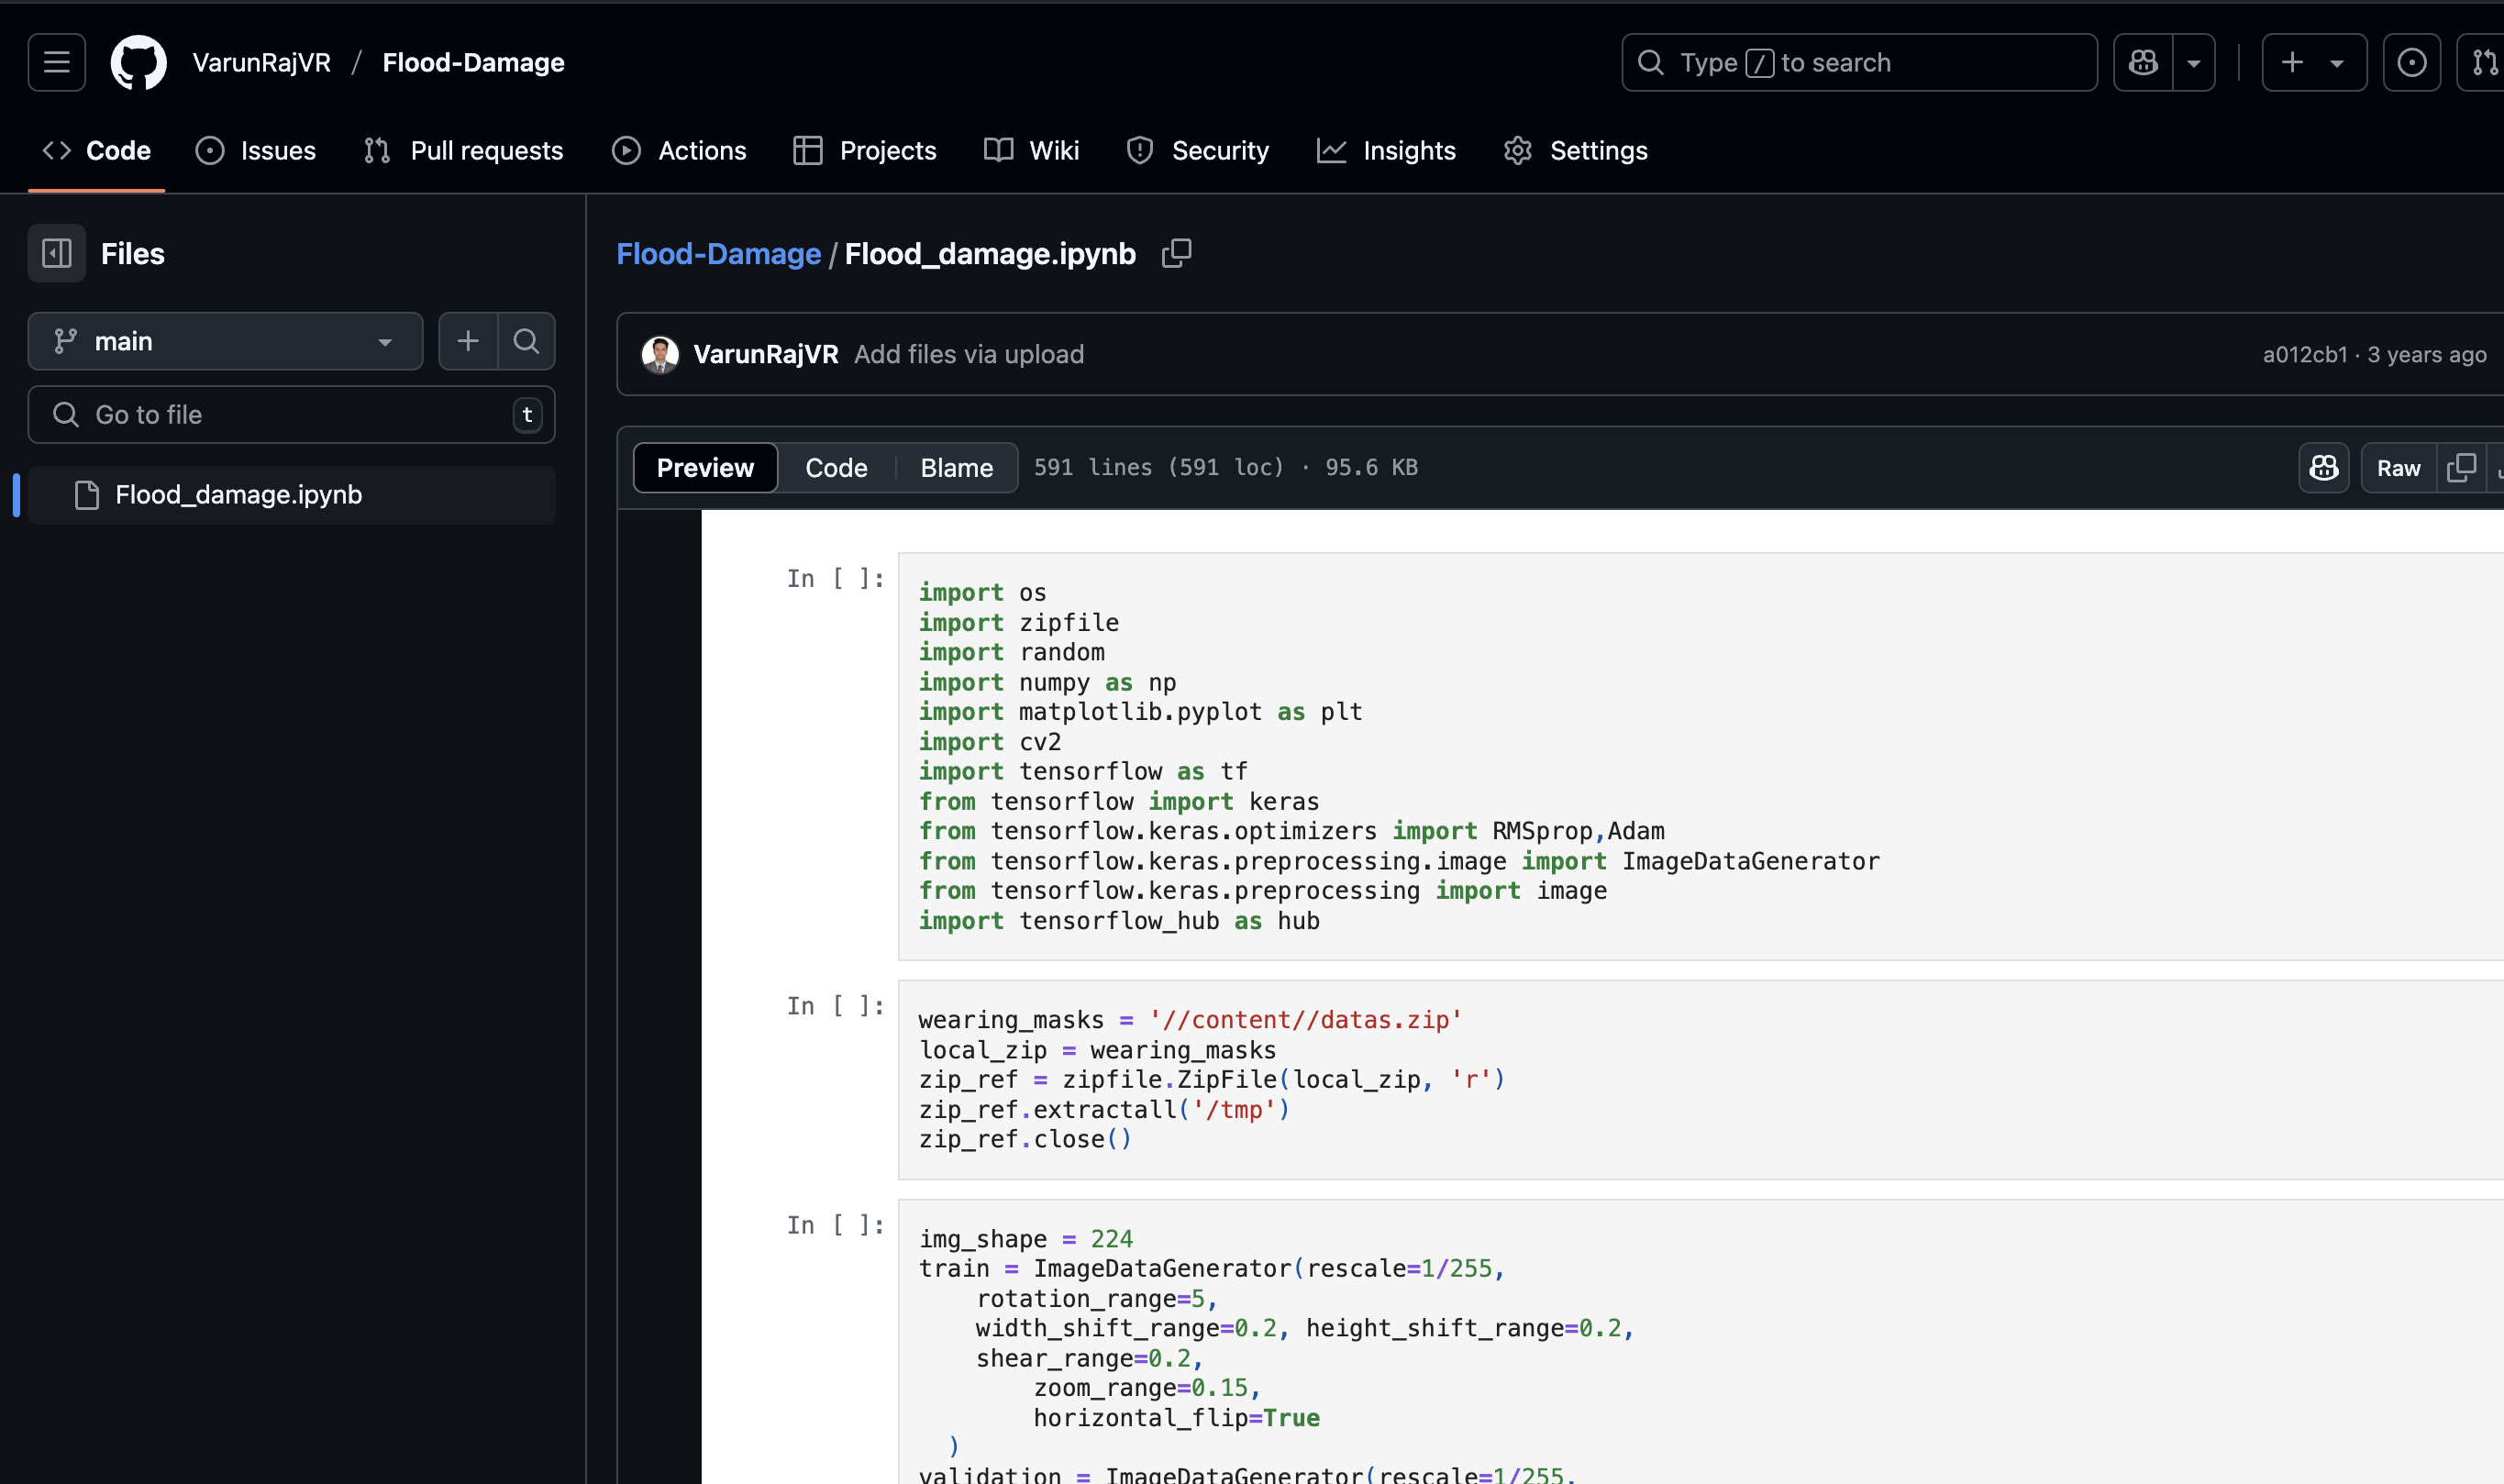 VarunRajVR / Flood-Damage
Type / to search
Code Issues Pull requests Actions Projects Wiki Security Insights Settings
Files
main
Go to file t
Flood_damage.ipynb
Flood-Damage / Flood_damage.ipynb
VarunRajVR Add files via upload
a012cb1 · 3 years ago
Preview Code Blame 591 lines (591 loc) · 95.6 KB
Raw
In [ ]:
import os
import zipfile
import random
import numpy as np
import matplotlib.pyplot as plt
import cv2
import tensorflow as tf
from tensorflow import keras
from tensorflow.keras.optimizers import RMSprop,Adam
from tensorflow.keras.preprocessing.image import ImageDataGenerator
from tensorflow.keras.preprocessing import image
import tensorflow_hub as hub
In [ ]:
wearing_masks = '//content//datas.zip'
local_zip = wearing_masks
zip_ref = zipfile.ZipFile(local_zip, 'r')
zip_ref.extractall('/tmp')
zip_ref.close()
In [ ]:
img_shape = 224
train = ImageDataGenerator(rescale=1/255,
    rotation_range=5,
    width_shift_range=0.2, height_shift_range=0.2,
    shear_range=0.2,
        zoom_range=0.15,
        horizontal_flip=True
  )
validation = ImageDataGenerator(rescale=1/255,